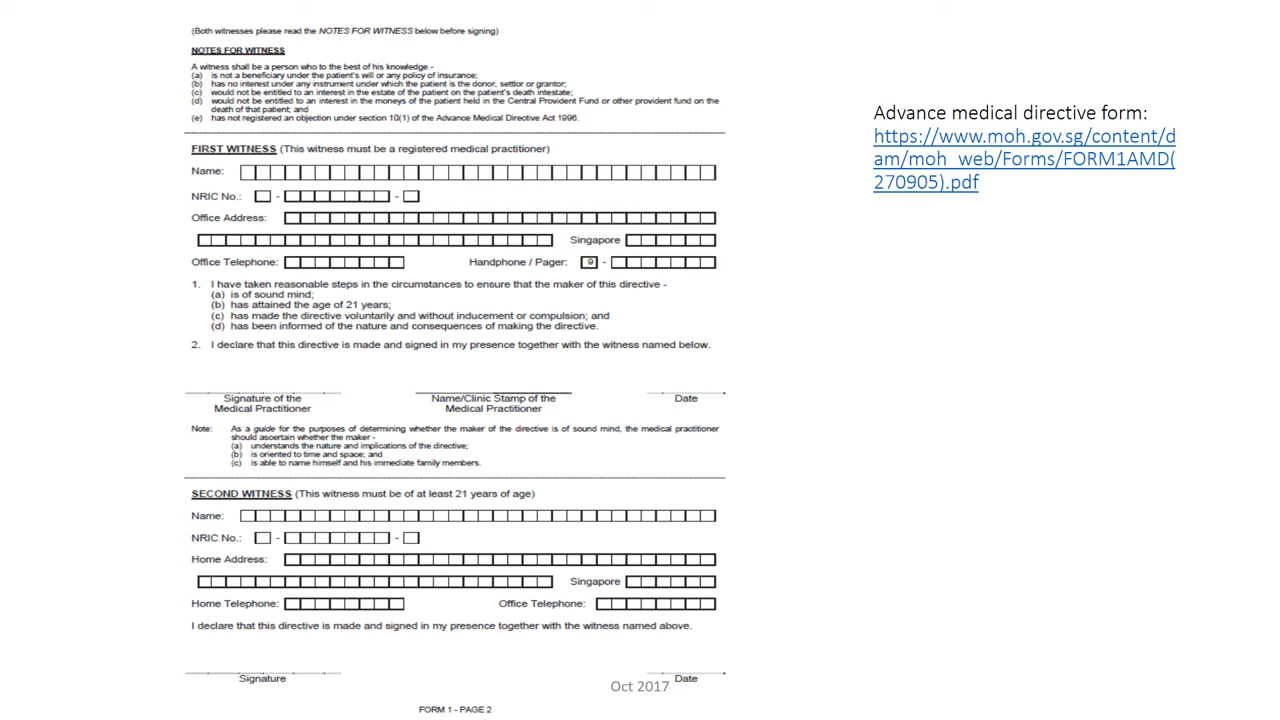 (Both witnesses please read the NOTES FOR WITNESS below before signing)
NOTES FOR WITNESS
A witness shall be a person who to the best of his knowledge -
(a) is not a beneficiary under the patient's will or any policy of insurance;
(b) has no interest under any instrument under which the patient is the donor, settlor or grantor;
(c) would not be entitled to an interest in the estate of the patient on the patient's death intestate;
(d) would not be entitled to an interest in the moneys of the patient held in the Central Provident Fund or other provident fund on the
death of that patient; and
(e) has not registered an objection under section 10(1) of the Advance Medical Directive Act 1996.
FIRST WITNESS (This witness must be a registered medical practitioner)
Name:
NRIC No.: - -
Office Address:
Singapore
Office Telephone: Handphone / Pager: 9 -
1. I have taken reasonable steps in the circumstances to ensure that the maker of this directive -
(a) is of sound mind;
(b) has attained the age of 21 years;
(c) has made the directive voluntarily and without inducement or compulsion; and
(d) has been informed of the nature and consequences of making the directive.
2. I declare that this directive is made and signed in my presence together with the witness named below.
Signature of the Name/Clinic Stamp of the Date
Medical Practitioner Medical Practitioner
Note: As a guide for the purposes of determining whether the maker of the directive is of sound mind, the medical practitioner
should ascertain whether the maker -
(a) understands the nature and implications of the directive;
(b) is oriented to time and space; and
(c) is able to name himself and his immediate family members.
SECOND WITNESS (This witness must be of at least 21 years of age)
Name:
NRIC No.: - -
Home Address:
Singapore
Home Telephone: Office Telephone:
I declare that this directive is made and signed in my presence together with the witness named above.
Signature Date
FORM 1 - PAGE 2
Advance medical directive form:
https://www.moh.gov.sg/content/d
am/moh_web/Forms/FORM1AMD(
270905).pdf
Oct 2017